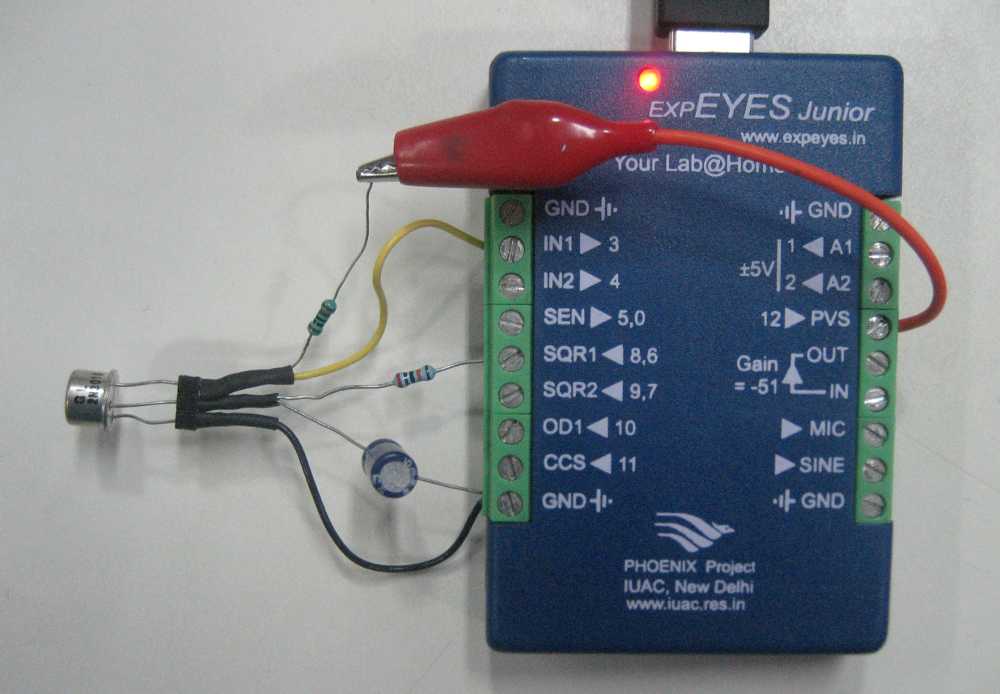 EXPEYES Junior
www.expeyes.in
Your Lab@Home
GND
IN1 3
IN2 4
SEN 5,0
SQR1 8,6
SQR2 9,7
OD1 10
CCS 11
GND
GND
1 A1
±5V
2 A2
12 PVS
OUT
Gain
= -51
IN
MIC
SINE
GND
PHOENIX Project
IUAC, New Delhi
www.iuac.res.in